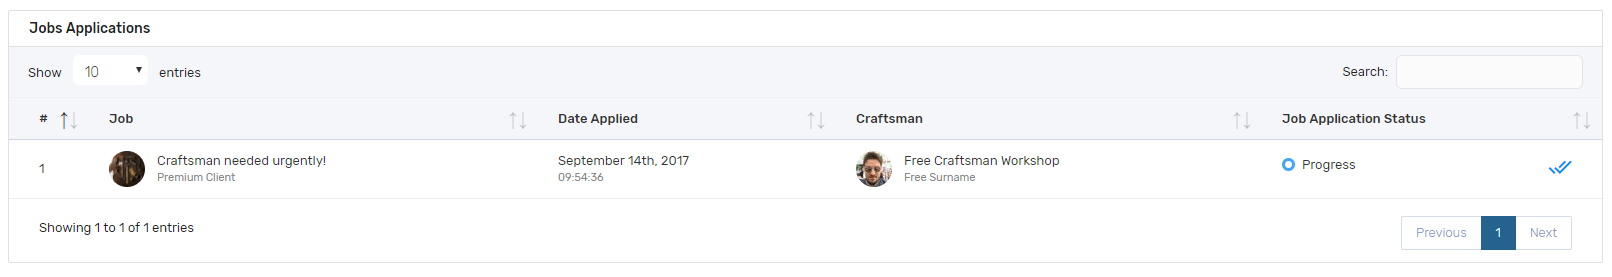 Jobs Applications
Show 10 entries Search:
# Job Date Applied Craftsman Job Application Status
1 Craftsman needed urgently! September 14th, 2017 Free Craftsman Workshop Progress
Premium Client 09:54:36 Free Surname
Showing 1 to 1 of 1 entries Previous 1 Next